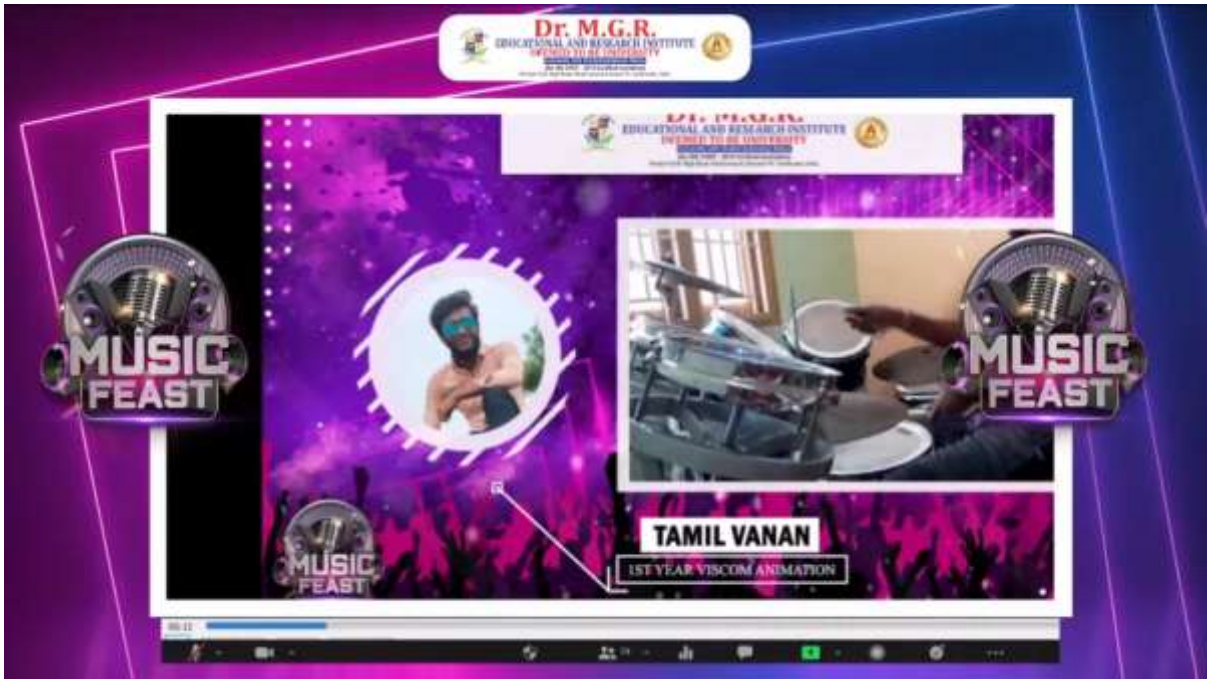 Dr. M.G.R.
EDUCATIONAL AND RESEARCH INSTITUTE
DEEMED TO BE UNIVERSITY
Dr. M.G.R.
EDUCATIONAL AND RESEARCH INSTITUTE
DEEMED TO BE UNIVERSITY
MUSIC
FEAST
MUSIC
FEAST
MUSIC
FEAST
TAMIL VANAN
1ST YEAR VISCOM ANIMATION